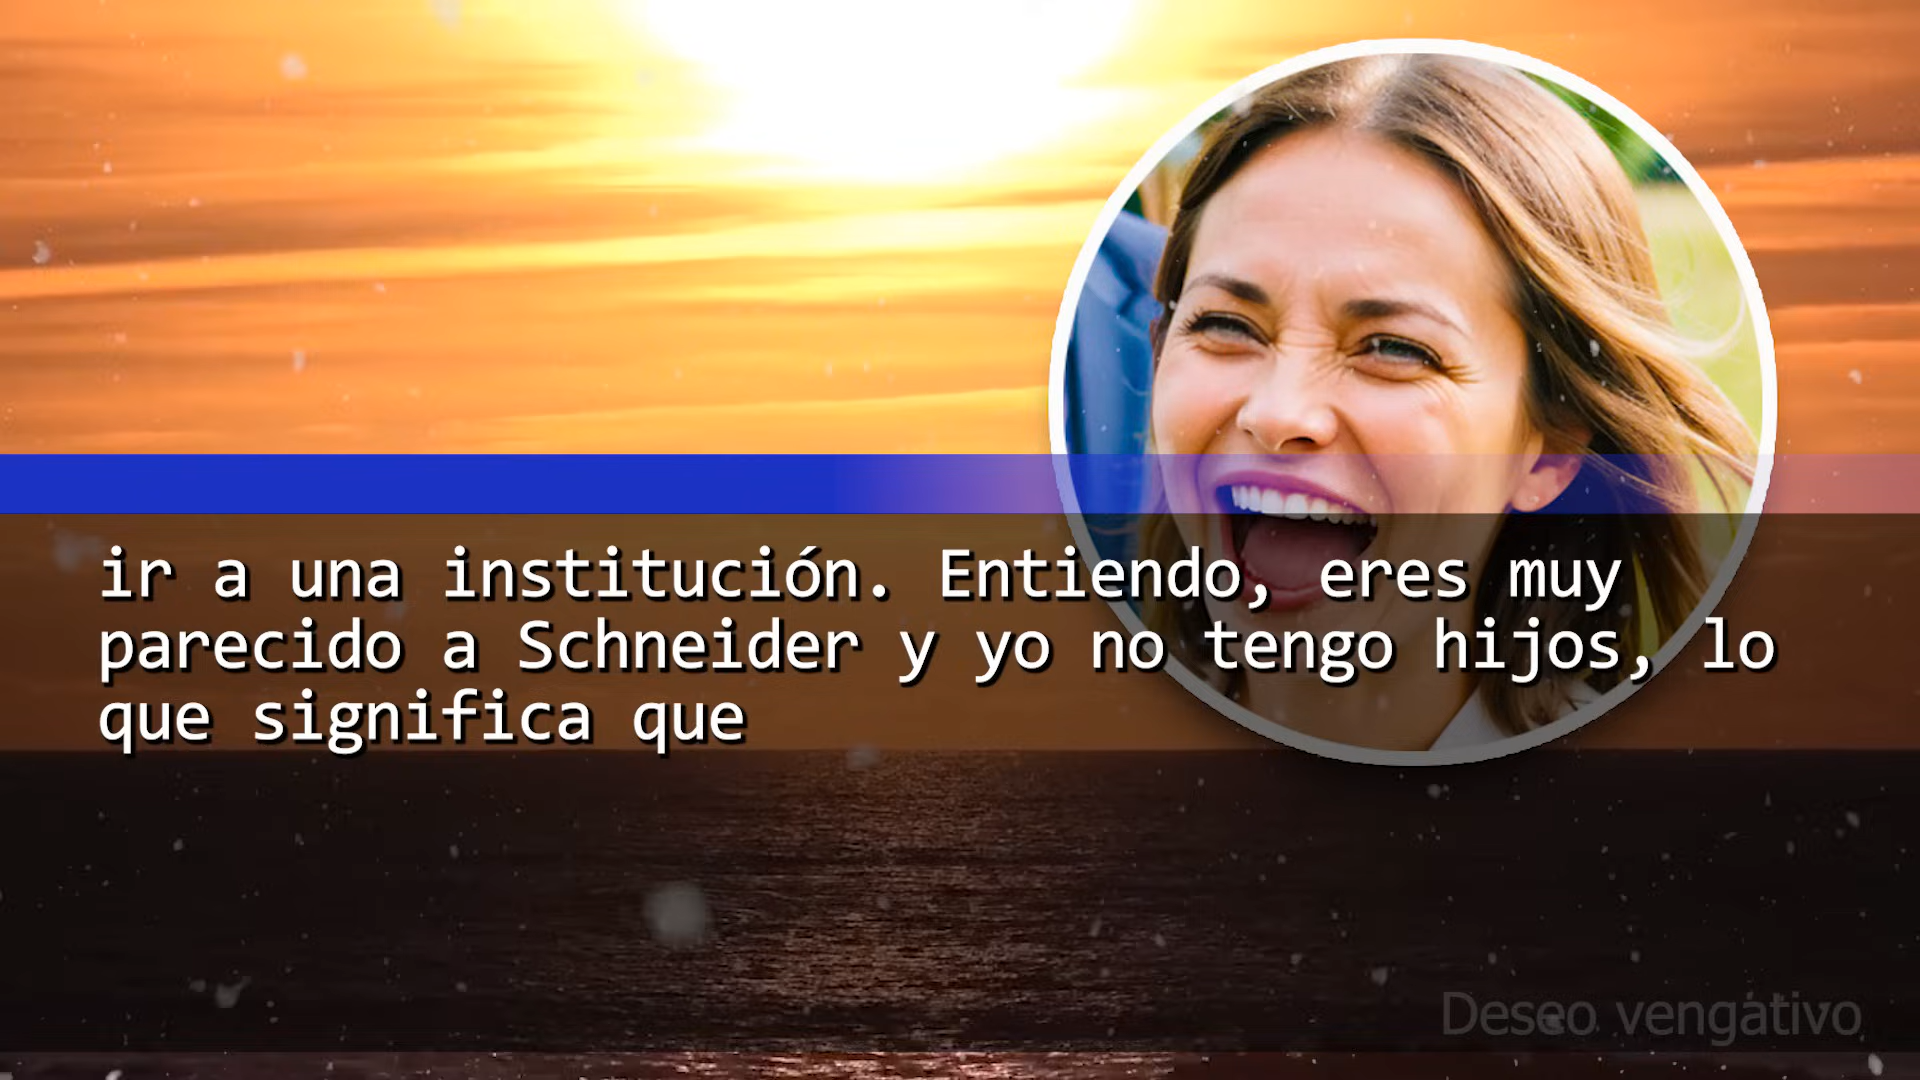 ir a una institución. Entiendo, eres muy
parecido a Schneider y yo no tengo hijos, lo
que significa que
Deseo vengativo